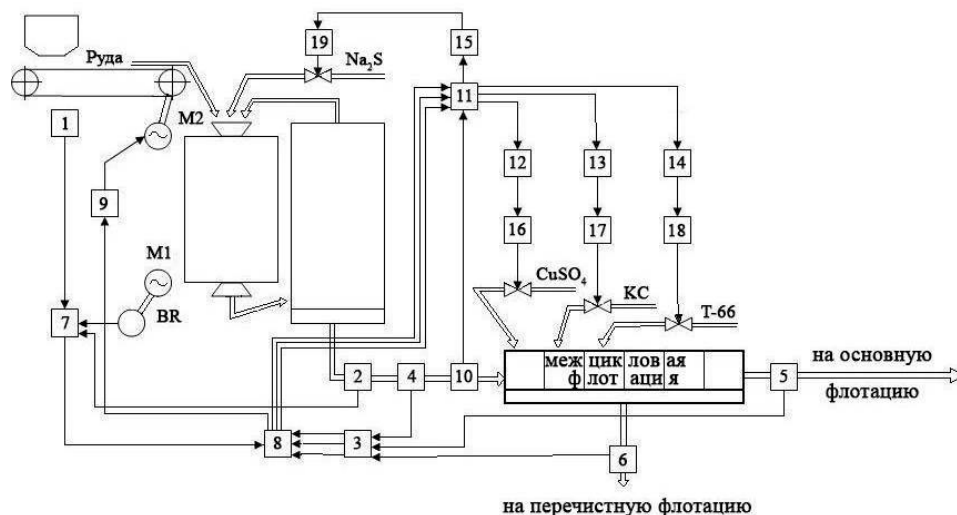 19
15
Руда
Na₂S
11
1
M2
12
13
14
9
16
17
18
M1
CuSO₄
КС
7
BR
Т-66
меж цик лов ая
ф лот аци я
на основную
2
4
10
5
флотацию
8
3
6
на перечистную флотацию